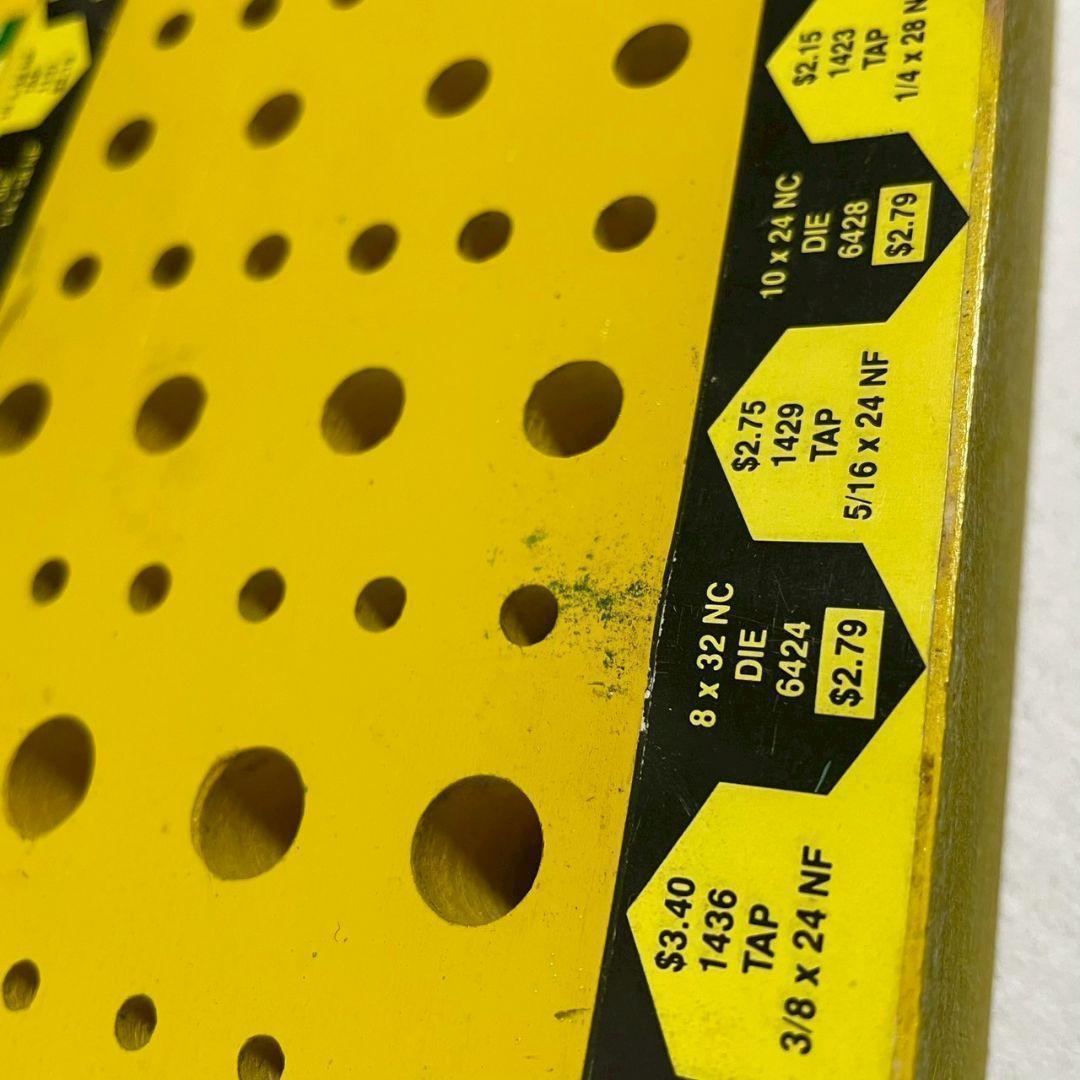 $2.15
1423
TAP
1/4 x 28 N
10 x 24 NC
DIE
6428
$2.79
$2.75
1429
TAP
5/16 x 24 NF
8 x 32 NC
DIE
6424
$2.79
$3.40
1436
TAP
3/8 x 24 NF